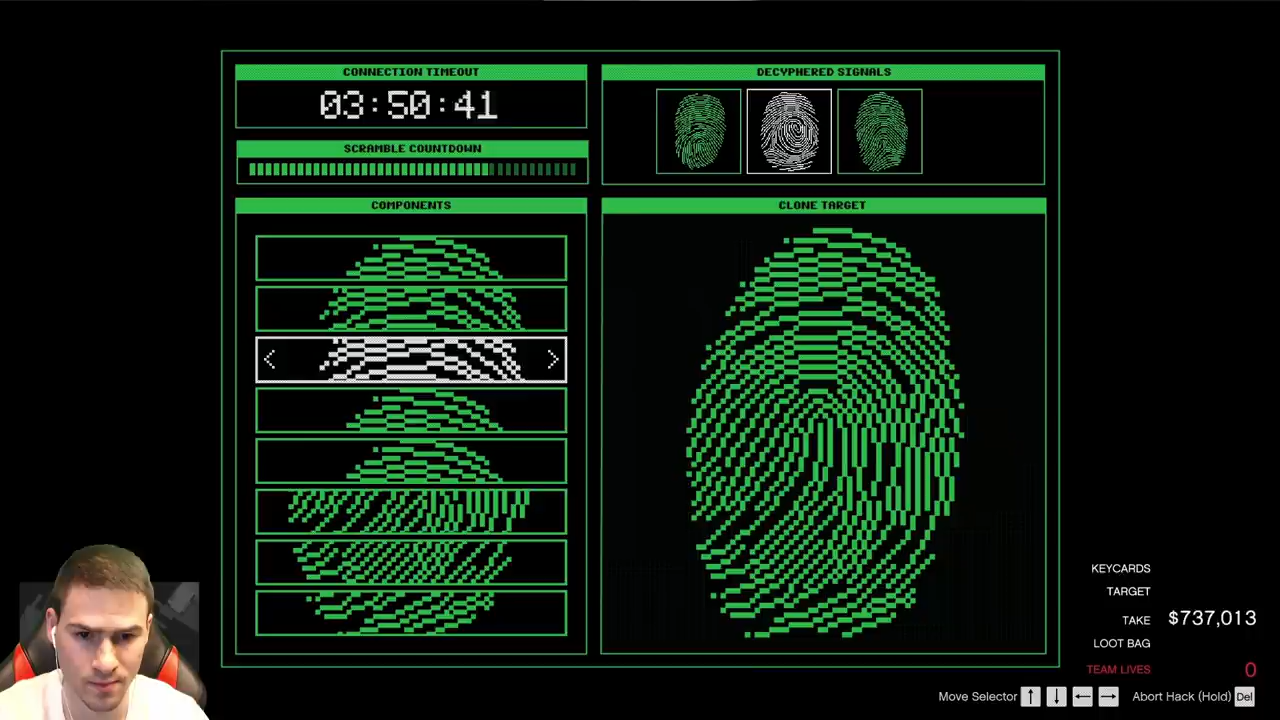 CONNECTION TIMEOUT
03:50:41
SCRAMBLE COUNTDOWN
DECYPHERED SIGNALS
COMPONENTS
CLONE TARGET
KEYCARDS
TARGET
TAKE $737,013
LOOT BAG
TEAM LIVES 0
Move Selector ↑ ↓ ← → Abort Hack (Hold) Del